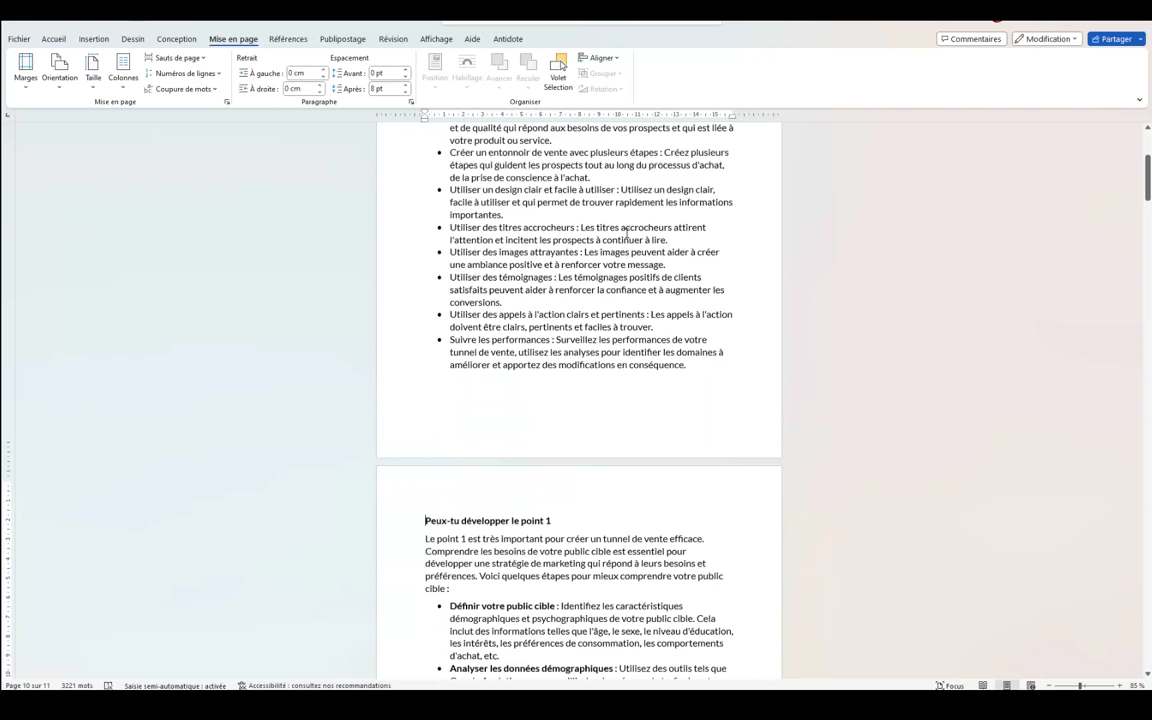 Fichier Accueil Insertion Dessin Conception Mise en page Références Publipostage Révision Affichage Aide Antidote Commentaires Modification Partager
Retrait Espacement
Marges Orientation Taille Colonnes
Sauts de page
Numéros de lignes
Coupure de mots
À gauche : 0 cm Avant : 0 pt
À droite : 0 cm Après : 8 pt
Position Habillage Avancer Reculer Volet Sélection
Aligner
Grouper
Rotation
Mise en page Paragraphe Organiser
et de qualité qui répond aux besoins de vos prospects et qui est liée à
votre produit ou service.
• Créer un entonnoir de vente avec plusieurs étapes : Créez plusieurs
étapes qui guident les prospects tout au long du processus d'achat,
de la prise de conscience à l'achat.
• Utiliser un design clair et facile à utiliser : Utilisez un design clair,
facile à utiliser et qui permet de trouver rapidement les informations
importantes.
• Utiliser des titres accrocheurs : Les titres accrocheurs attirent
l'attention et incitent les prospects à continuer à lire.
• Utiliser des images attrayantes : Les images peuvent aider à créer
une ambiance positive et à renforcer votre message.
• Utiliser des témoignages : Les témoignages positifs de clients
satisfaits peuvent aider à renforcer la confiance et à augmenter les
conversions.
• Utiliser des appels à l'action clairs et pertinents : Les appels à l'action
doivent être clairs, pertinents et faciles à trouver.
• Suivre les performances : Surveillez les performances de votre
tunnel de vente, utilisez les analyses pour identifier les domaines à
améliorer et apportez des modifications en conséquence.
Peux-tu développer le point 1
Le point 1 est très important pour créer un tunnel de vente efficace.
Comprendre les besoins de votre public cible est essentiel pour
développer une stratégie de marketing qui répond à leurs besoins et
préférences. Voici quelques étapes pour mieux comprendre votre public
cible :
• Définir votre public cible : Identifiez les caractéristiques
démographiques et psychographiques de votre public cible. Cela
inclut des informations telles que l'âge, le sexe, le niveau d'éducation,
les intérêts, les préférences de consommation, les comportements
d'achat, etc.
• Analyser les données démographiques : Utilisez des outils tels que
Page 10 sur 11 3221 mots Saisie semi-automatique : activée Accessibilité : consultez nos recommandations Focus 85 %